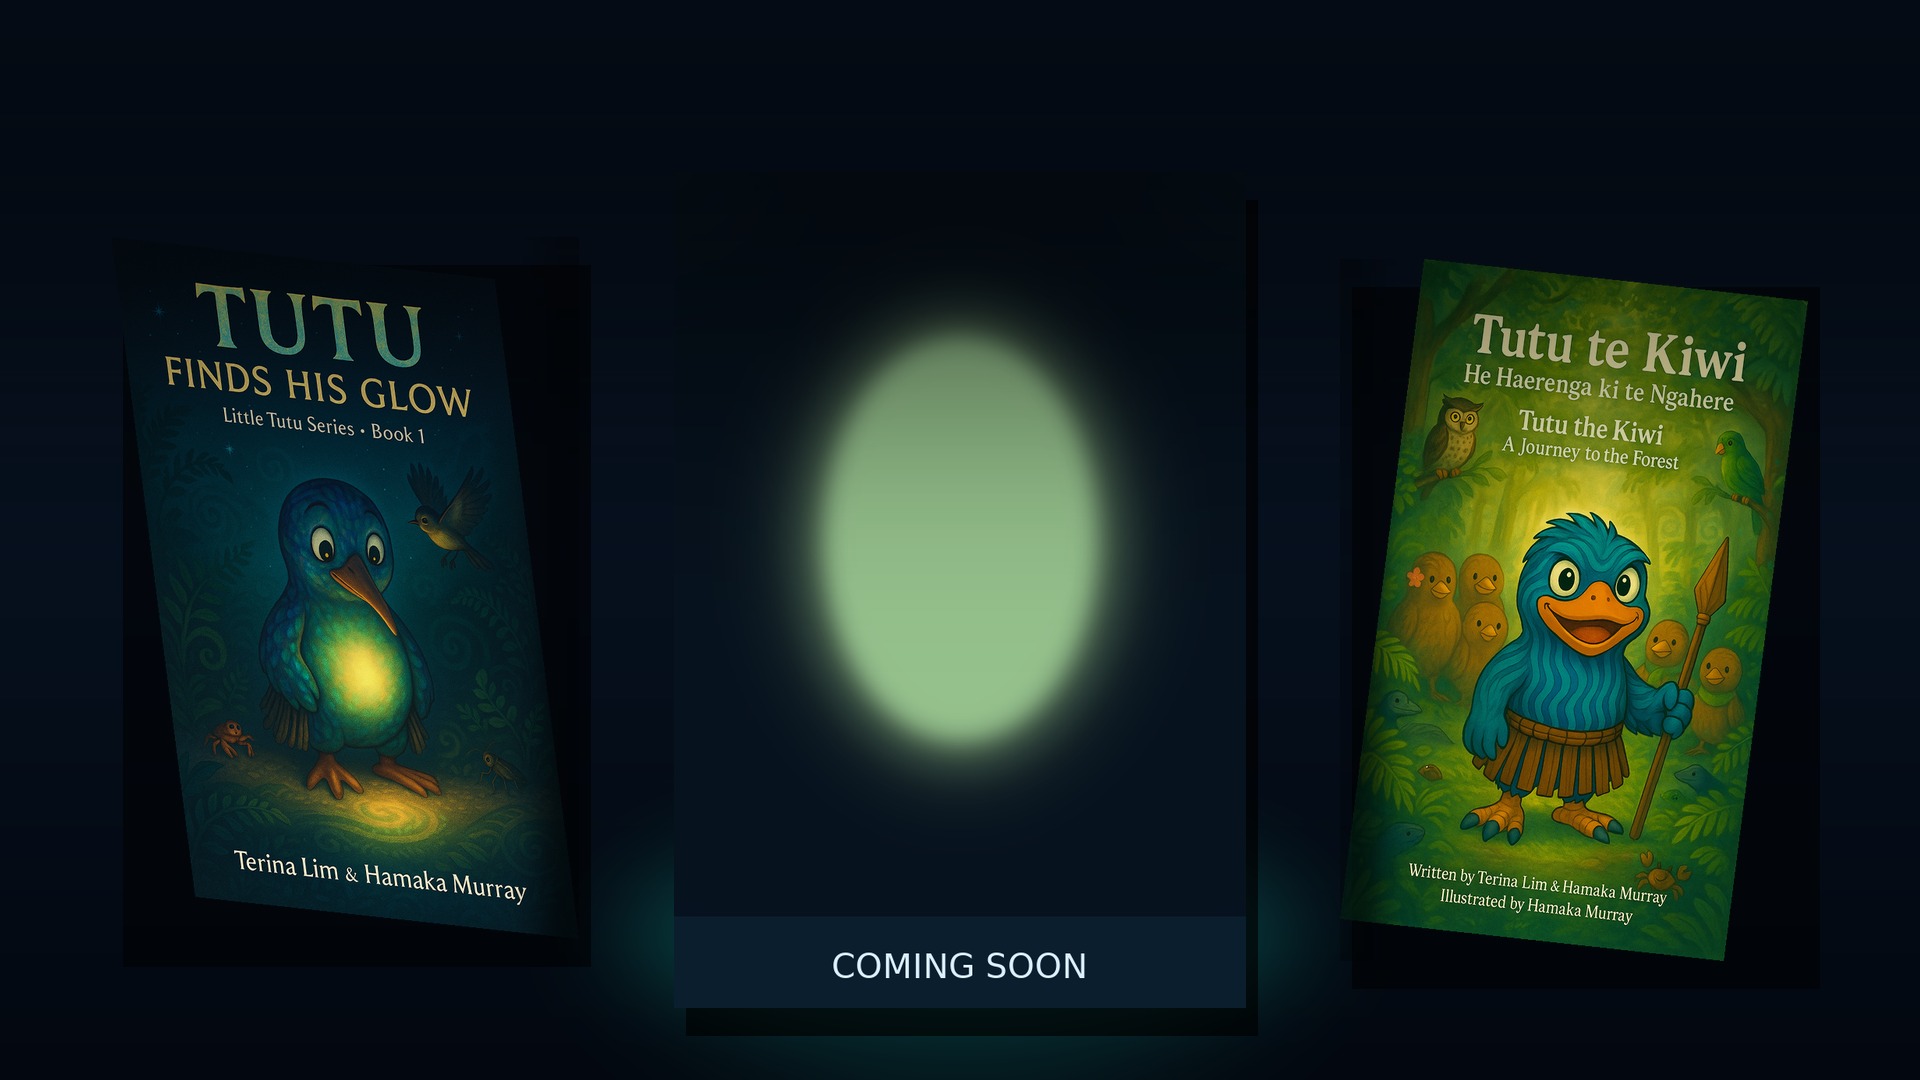 TUTU
FINDS HIS GLOW
Little Tutu Series • Book 1
Terina Lim & Hamaka Murray
COMING SOON
Tutu te Kiwi
He Haerenga ki te Ngahere
Tutu the Kiwi
A Journey to the Forest
Written by Terina Lim & Hamaka Murray
Illustrated by Hamaka Murray